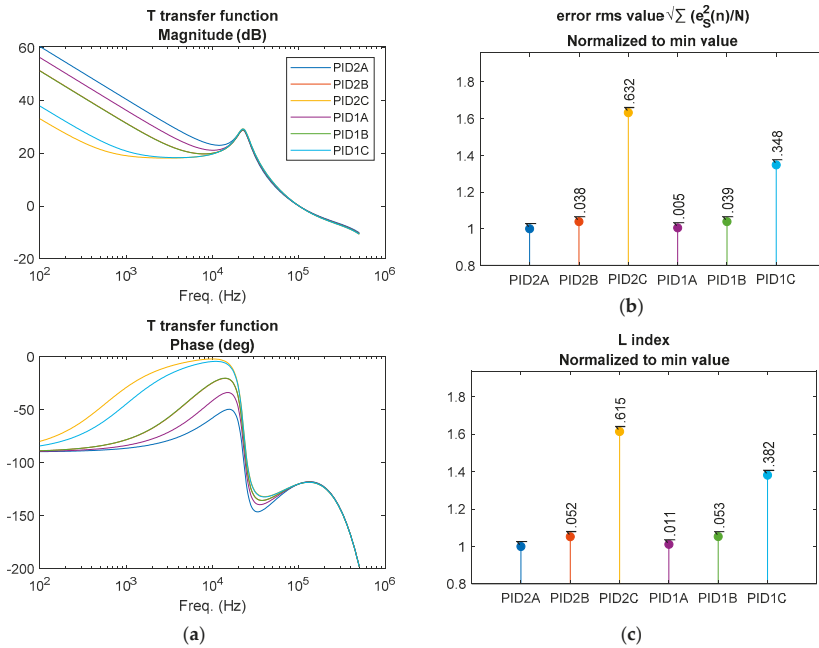 T transfer function
Magnitude (dB)
60
40
20
0
-20
10^2
10^3
10^4
10^5
10^6
Freq. (Hz)
PID2A
PID2B
PID2C
PID1A
PID1B
PID1C
T transfer function
Phase (deg)
0
-50
-100
-150
-200
10^2
10^3
10^4
10^5
10^6
Freq. (Hz)
(a)
error rms value √∑ (e_S^2(n)/N)
Normalized to min value
1.8
1.6
1.4
1.2
1
0.8
1
1.038
1.632
1.005
1.039
1.348
PID2A PID2B PID2C PID1A PID1B PID1C
(b)
L index
Normalized to min value
1.8
1.6
1.4
1.2
1
0.8
1
1.052
1.615
1.011
1.053
1.382
PID2A PID2B PID2C PID1A PID1B PID1C
(c)